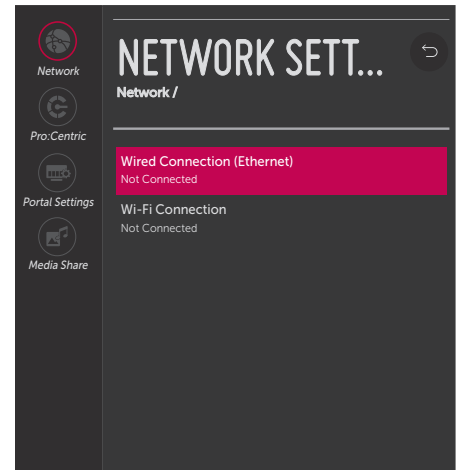 Network
Pro:Centric
Portal Settings
Media Share
NETWORK SETT...
Network /
Wired Connection (Ethernet)
Not Connected
Wi-Fi Connection
Not Connected